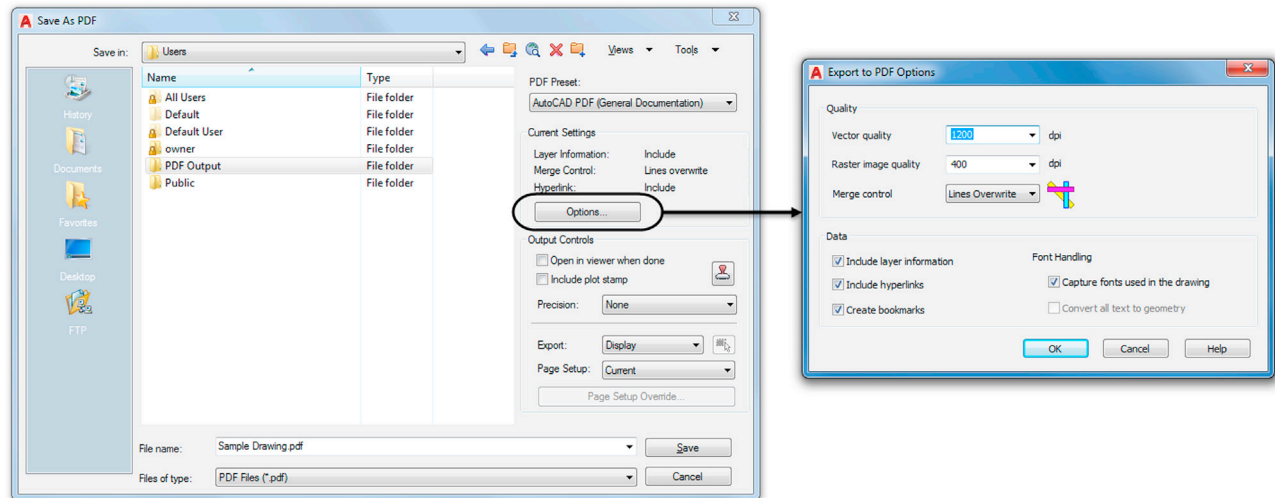 Save As PDF
Save in: Users
Views Tools
History
Documents
Favorites
Desktop
FTP
Name Type
All Users File folder
Default File folder
Default User File folder
owner File folder
PDF Output File folder
Public File folder
PDF Preset:
AutoCAD PDF (General Documentation)
Current Settings
Layer Information: Include
Merge Control: Lines overwrite
Hyperlink: Include
Options...
Output Controls
Open in viewer when done
Include plot stamp
Precision: None
Export: Display
Page Setup: Current
Page Setup Override...
File name: Sample Drawing.pdf Save
Files of type: PDF Files (*.pdf) Cancel
Export to PDF Options
Quality
Vector quality 1200 dpi
Raster image quality 400 dpi
Merge control Lines Overwrite
Data
Include layer information
Include hyperlinks
Create bookmarks
Font Handling
Capture fonts used in the drawing
Convert all text to geometry
OK Cancel Help